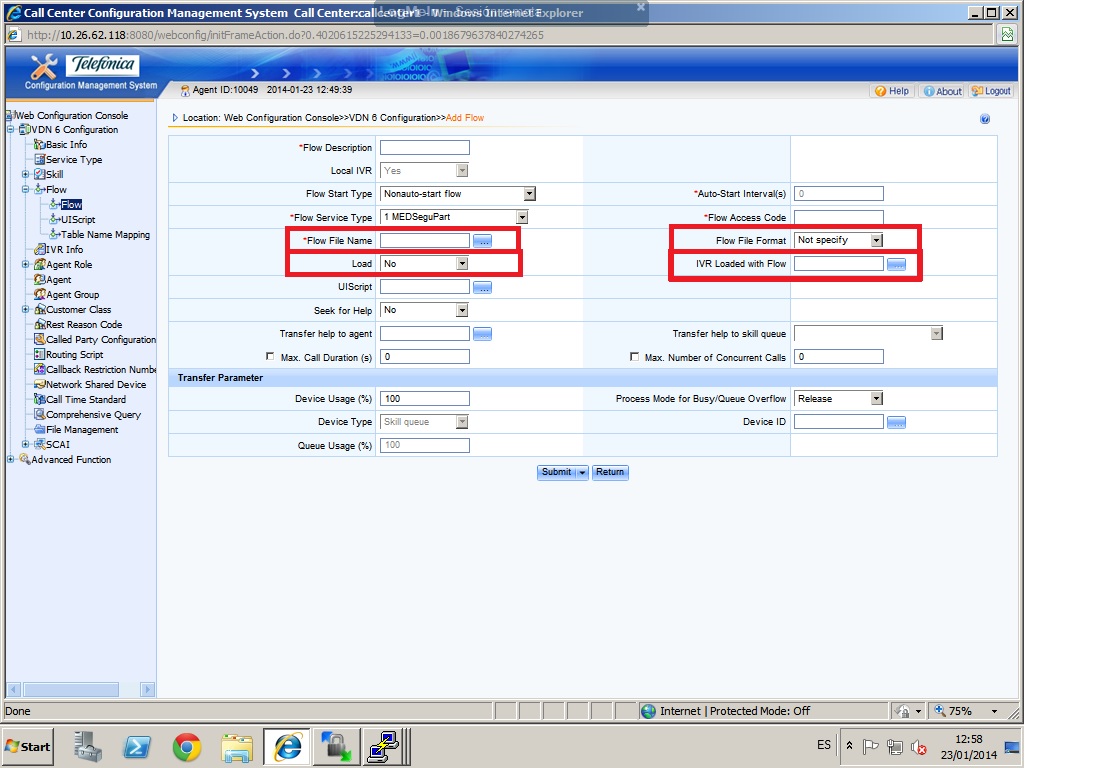 Call Center Configuration Management System Call Center:callcenter1 - Windows Internet Explorer
http://10.26.62.118:8080/webconfig/initFrameAction.do?0.4020615225294133=0.0018679637840274265
Telefónica
Configuration Management System
Agent ID:10049 2014-01-23 12:49:39
Help About Logout
Web Configuration Console
VDN 6 Configuration
Basic Info
Service Type
Skill
Flow
Flow
UIScript
Table Name Mapping
IVR Info
Agent Role
Agent
Agent Group
Customer Class
Rest Reason Code
Called Party Configuration
Routing Script
Callback Restriction Numbe
Network Shared Device
Call Time Standard
Comprehensive Query
File Management
SCAI
Advanced Function
Location: Web Configuration Console>>VDN 6 Configuration>>Add Flow
*Flow Description
Local IVR Yes
Flow Start Type Nonauto-start flow *Auto-Start Interval(s) 0
*Flow Service Type 1 MEDSeguPart *Flow Access Code
*Flow File Name ... Flow File Format Not specify
Load No IVR Loaded with Flow ...
UIScript ...
Seek for Help No
Transfer help to agent Transfer help to skill queue
Max. Call Duration (s) 0 Max. Number of Concurrent Calls 0
Transfer Parameter
Device Usage (%) 100 Process Mode for Busy/Queue Overflow Release
Device Type Skill queue Device ID ...
Queue Usage (%) 100
Submit Return
Done Internet | Protected Mode: Off 75%
Start ES 12:58
23/01/2014